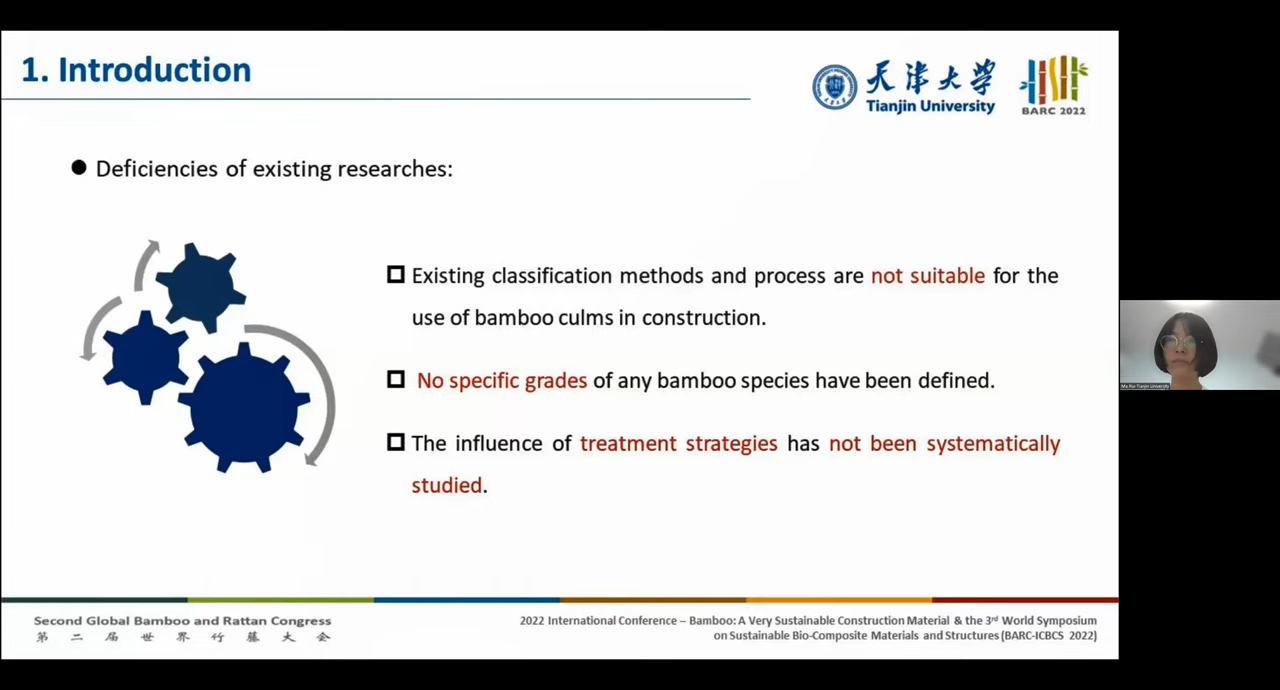 1. Introduction
天津大学
Tianjin University
BARC 2022
Deficiencies of existing researches:
Existing classification methods and process are not suitable for the
use of bamboo culms in construction.
No specific grades of any bamboo species have been defined.
The influence of treatment strategies has not been systematically
studied.
Ma Rui Tianjin University
Second Global Bamboo and Rattan Congress
第二届世界竹藤大会
2022 International Conference – Bamboo: A Very Sustainable Construction Material & the 3rd World Symposium
on Sustainable Bio-Composite Materials and Structures (BARC-ICBCS 2022)